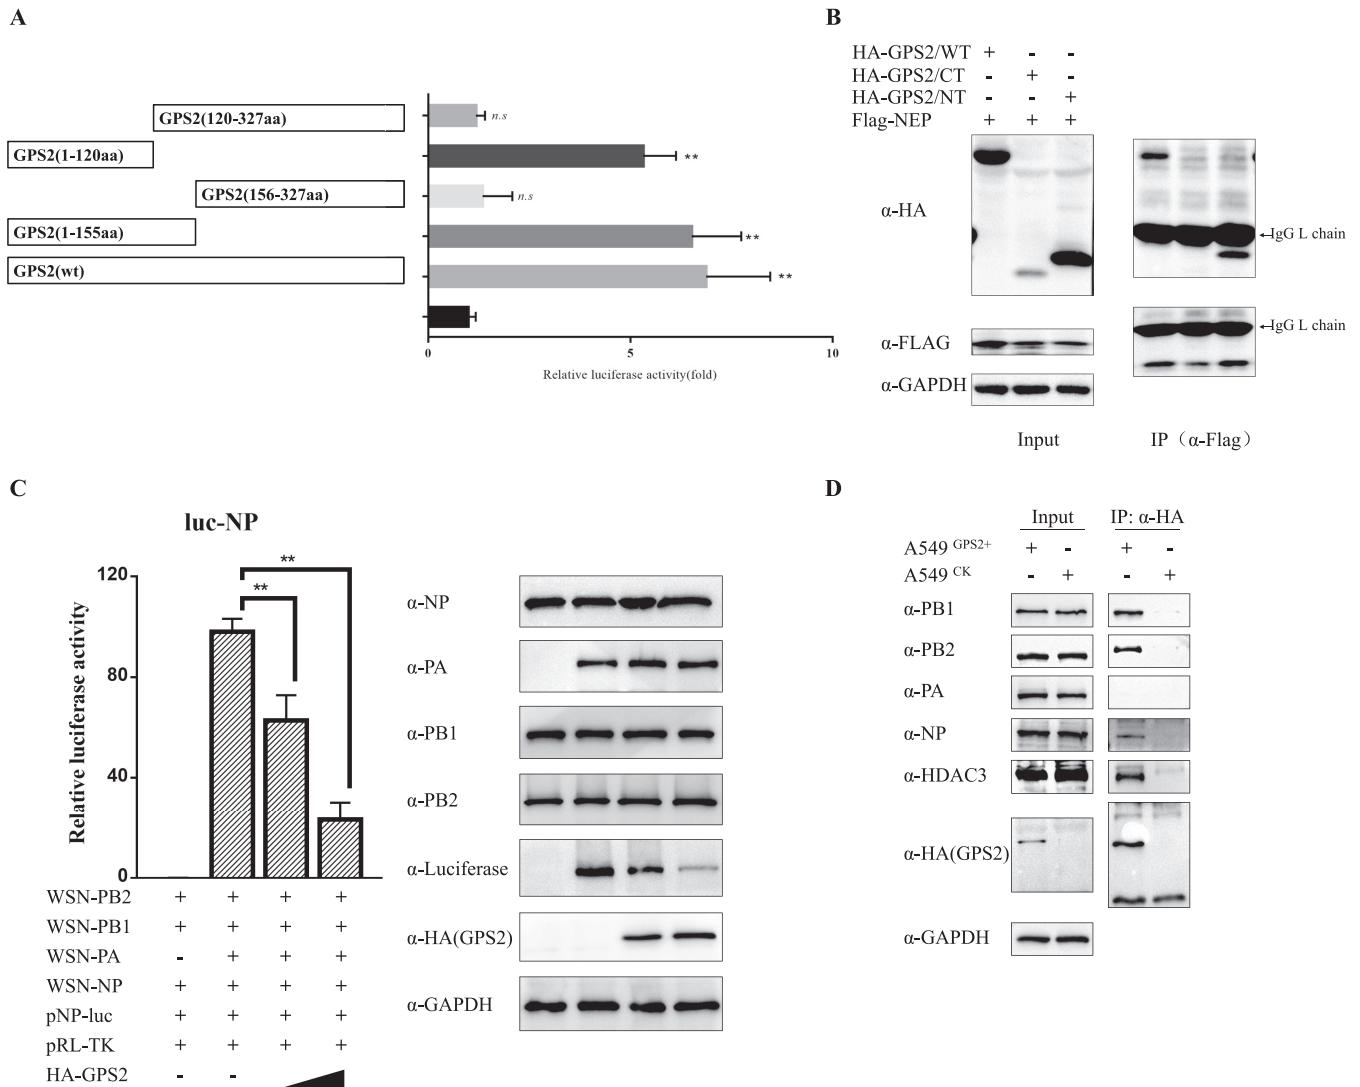 A
GPS2(120-327aa)
n.s
GPS2(1-120aa)
**
GPS2(156-327aa)
n.s
GPS2(1-155aa)
**
GPS2(wt)
**
0 5 10
Relative luciferase activity(fold)
B
HA-GPS2/WT + - -
HA-GPS2/CT - + -
HA-GPS2/NT - - +
Flag-NEP + + +
α-HA
←IgG L chain
←IgG L chain
α-FLAG
α-GAPDH
Input IP (α-Flag)
C
luc-NP
Relative luciferase activity
120
80
40
0
**
**
WSN-PB2 + + + +
WSN-PB1 + + + +
WSN-PA - + + +
WSN-NP + + + +
pNP-luc + + + +
pRL-TK + + + +
HA-GPS2 - -
α-NP
α-PA
α-PB1
α-PB2
α-Luciferase
α-HA(GPS2)
α-GAPDH
D
Input IP: α-HA
A549 GPS2+ + - + -
A549 CK - + - +
α-PB1
α-PB2
α-PA
α-NP
α-HDAC3
α-HA(GPS2)
α-GAPDH